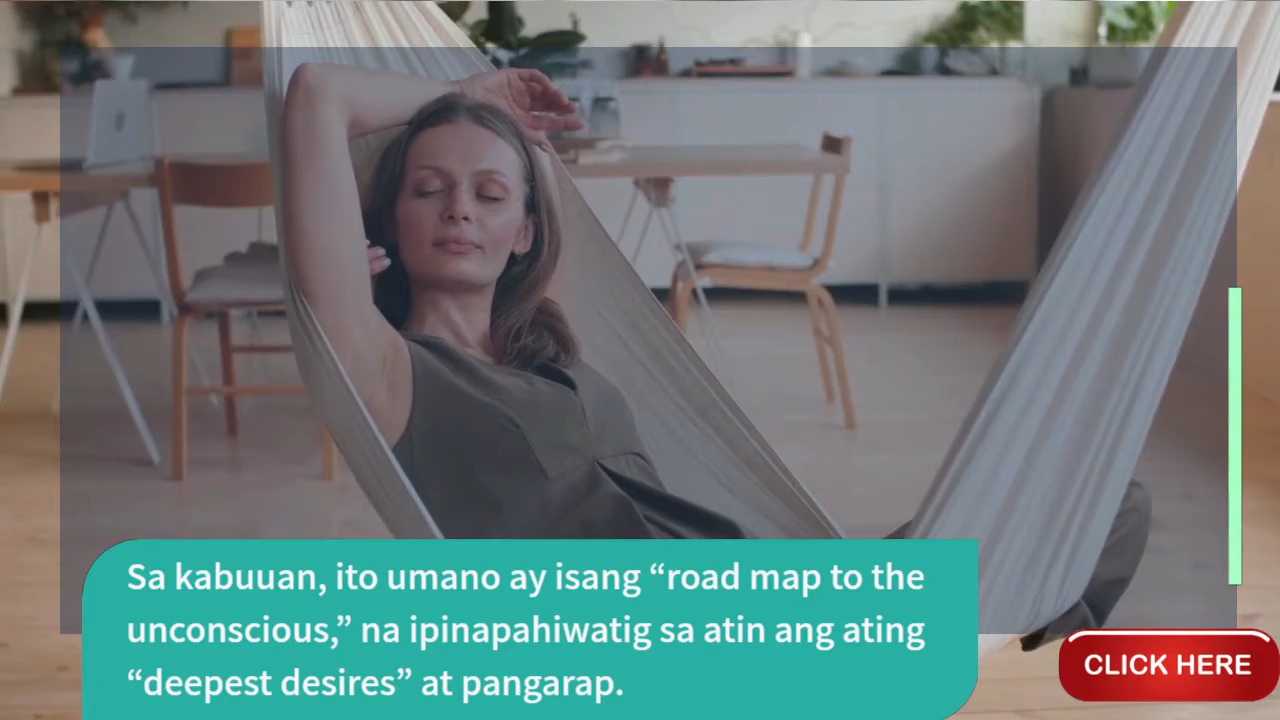 Sa kabuuan, ito umano ay isang “road map to the
unconscious,” na ipinapahiwatig sa atin ang ating
“deepest desires” at pangarap.
CLICK HERE